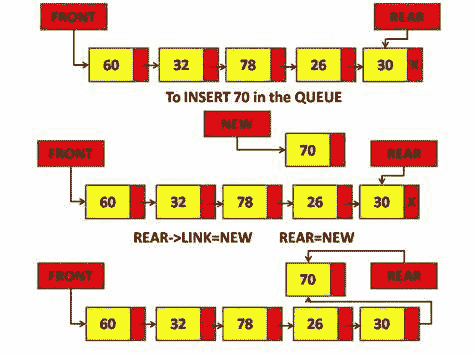 FRONT REAR
60 32 78 26 30 X
To INSERT 70 in the QUEUE
NEW
70
FRONT REAR
60 32 78 26 30 X
REAR->LINK=NEW REAR=NEW
FRONT 70 REAR
60 32 78 26 30